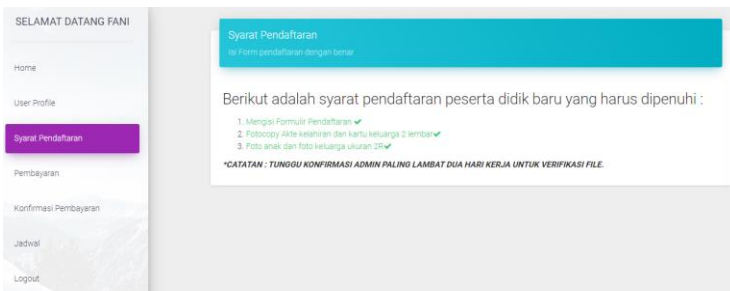 SELAMAT DATANG FANI
Home
User Profile
Syarat Pendaftaran
Pembayaran
Konfirmasi Pembayaran
Jadwal
Logout
Syarat Pendaftaran
Isi Form pendaftaran dengan benar
Berikut adalah syarat pendaftaran peserta didik baru yang harus dipenuhi :
1. Mengisi Formulir Pendaftaran ✔
2. Fotocopy Akte kelahiran dan kartu keluarga 2 lembar✔
3. Foto anak dan foto keluarga ukuran 2R✔
*CATATAN : TUNGGU KONFIRMASI ADMIN PALING LAMBAT DUA HARI KERJA UNTUK VERIFIKASI FILE.